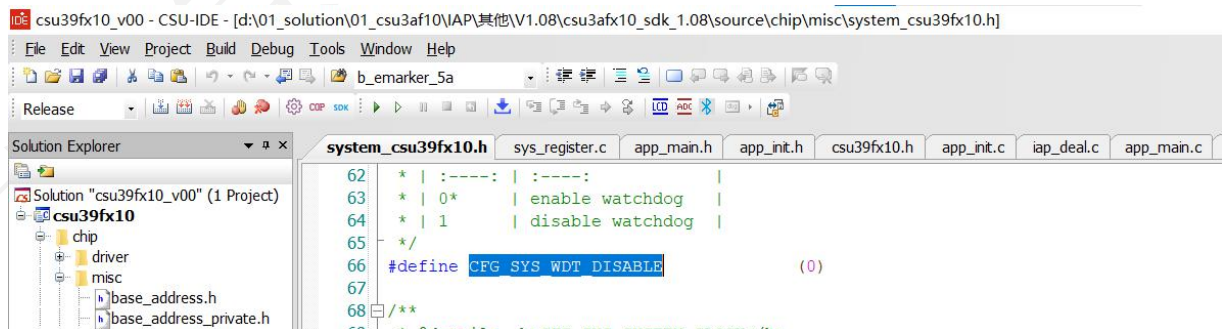 csu39fx10_v00 - CSU-IDE - [d:\01_solution\01_csu3af10\IAP\其他\V1.08\csu3afx10_sdk_1.08\source\chip\misc\system_csu39fx10.h]
File Edit View Project Build Debug Tools Window Help
b_emarker_5a
Release COP SDK LCD ADC
Solution Explorer
system_csu39fx10.h sys_register.c app_main.h app_init.h csu39fx10.h app_init.c iap_deal.c app_main.c
Solution "csu39fx10_v00" (1 Project)
csu39fx10
chip
driver
misc
base_address.h
base_address_private.h
62 * | :----: | :----: |
63 * | 0* | enable watchdog |
64 * | 1 | disable watchdog |
65 */
66 #define CFG_SYS_WDT_DISABLE (0)
67
68 /**